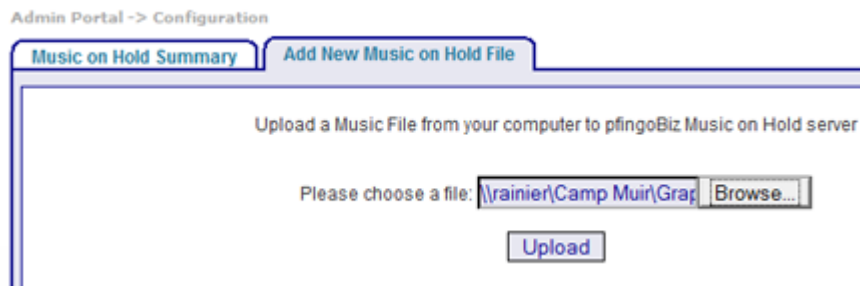 Admin Portal -> Configuration
Music on Hold Summary Add New Music on Hold File
Upload a Music File from your computer to pfingoBiz Music on Hold server
Please choose a file: \\rainier\Camp Muir\Grap Browse...
Upload